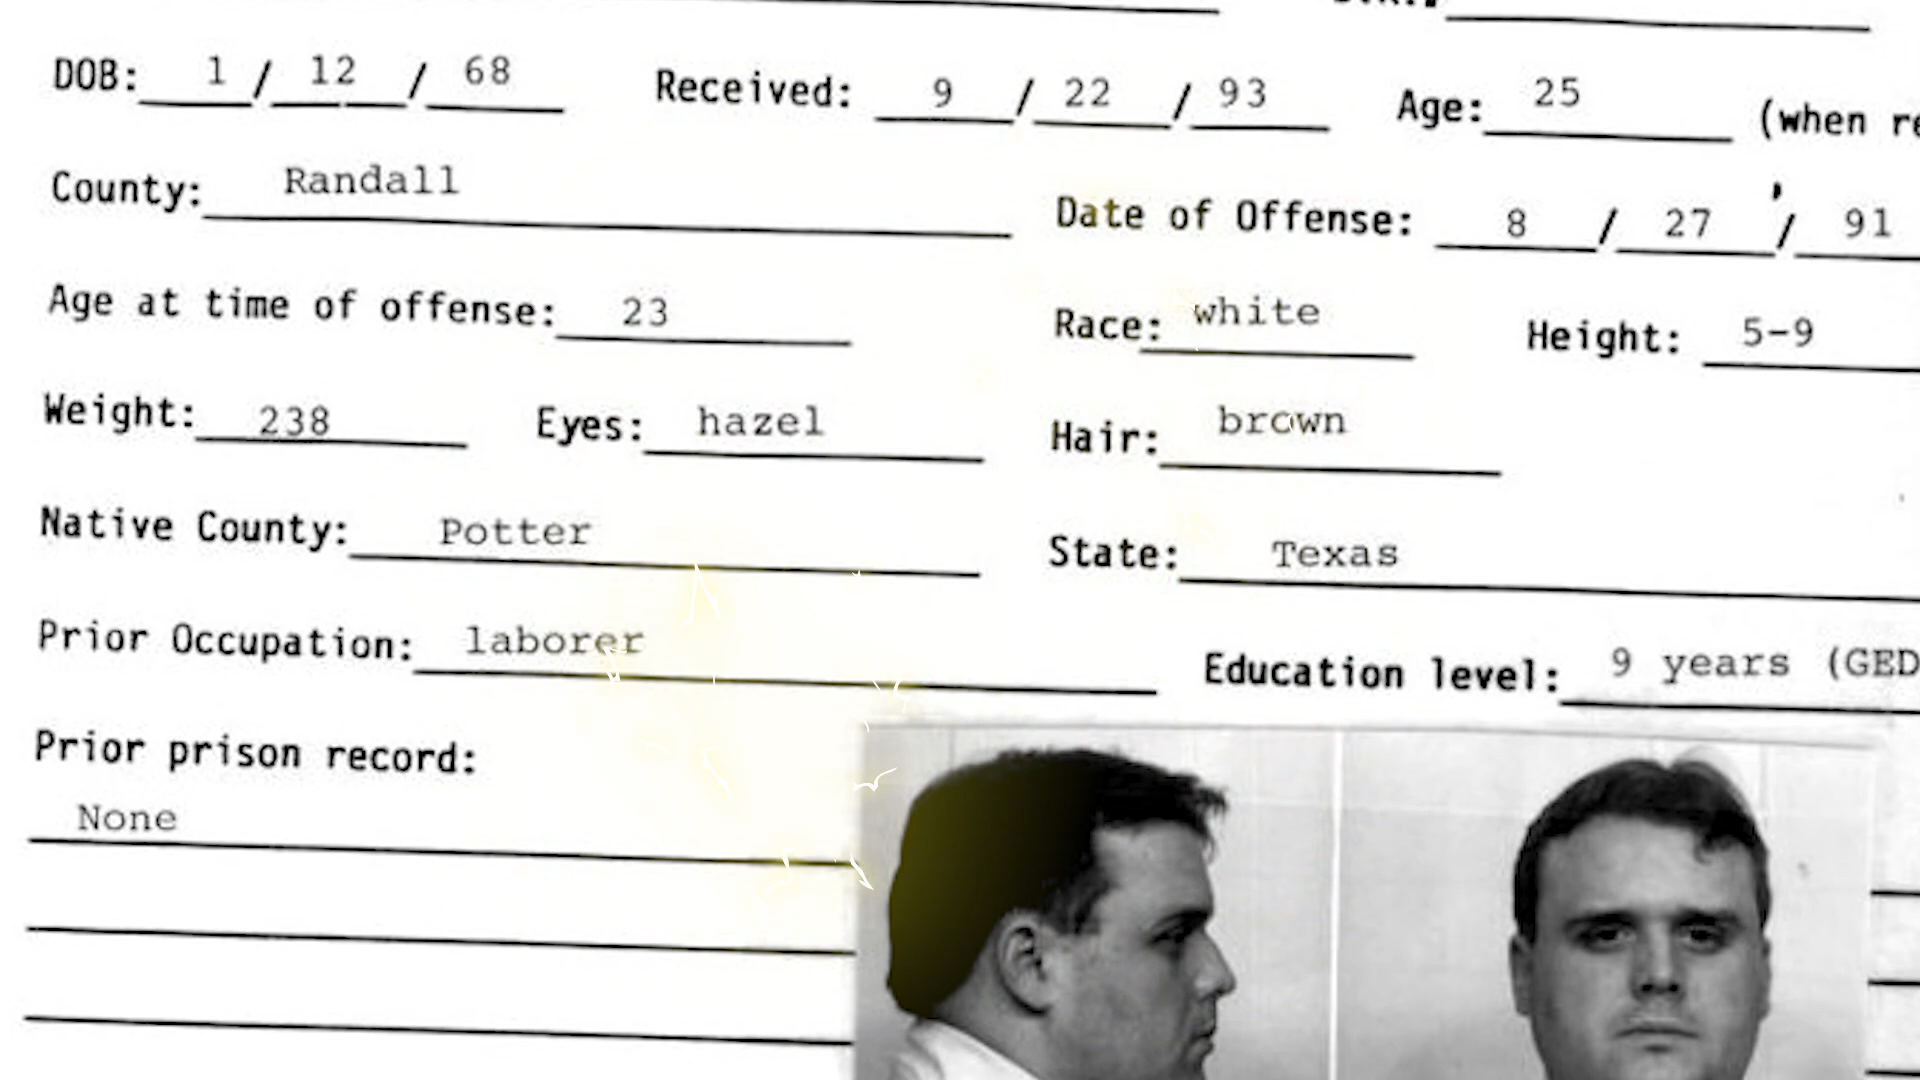 DOB: 1 / 12 / 68 Received: 9 / 22 / 93 Age: 25 (when
County: Randall Date of Offense: 8 / 27 / 91
Age at time of offense: 23 Race: white Height: 5-9
Weight: 238 Eyes: hazel Hair: brown
Native County: Potter State: Texas
Prior Occupation: laborer Education level: 9 years (GED
Prior prison record:
None